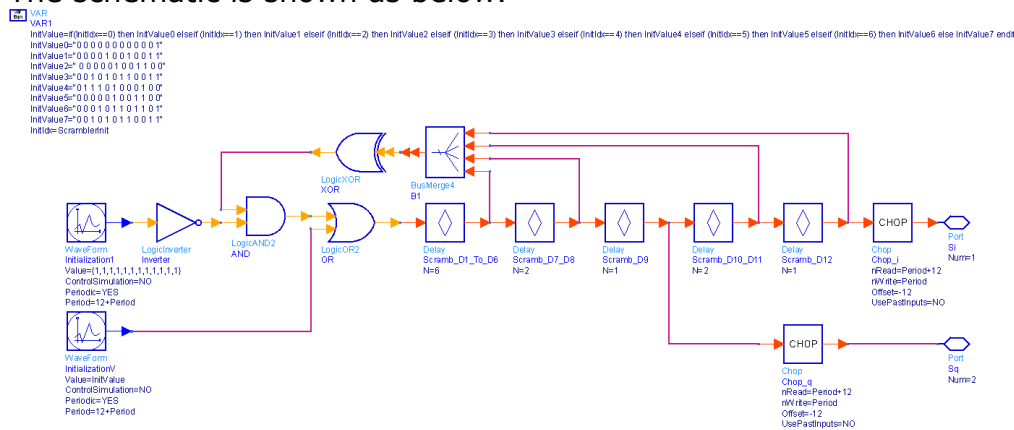 The schematic is shown as below:
VAR
VAR1
InitValue=if(InitIdx==0) then InitValue0 elseif (InitIdx==1) then InitValue1 elseif (InitIdx==2) then InitValue2 elseif (InitIdx==3) then InitValue3 elseif (InitIdx==4) then InitValue4 elseif (InitIdx==5) then InitValue5 elseif (InitIdx==6) then InitValue6 else InitValue7 endif
InitValue0="0 0 0 0 0 0 0 0 0 0 0 1"
InitValue1="0 0 0 0 1 0 0 1 0 0 1 1"
InitValue2=" 0 0 0 0 0 1 0 0 1 1 0 0"
InitValue3="0 0 1 0 1 0 1 1 0 0 1 1"
InitValue4="0 1 1 1 0 1 0 0 0 1 0 0"
InitValue5="0 0 0 0 0 1 0 0 1 1 0 0"
InitValue6="0 0 0 1 0 1 1 0 1 1 0 1"
InitValue7="0 0 1 0 1 0 1 1 0 0 1 1"
InitIdx=ScramblerInit
LogicXOR
XOR
BusMerge4
B1
WaveForm
Initialization1
Value={1,1,1,1,1,1,1,1,1,1,1,1}
ControlSimulation=NO
Periodic=YES
Period=12+Period
LogicInverter
Inverter
LogicAND2
AND
LogicOR2
OR
Delay
Scramb_D1_To_D6
N=6
Delay
Scramb_D7_D8
N=2
Delay
Scramb_D9
N=1
Delay
Scramb_D10_D11
N=2
Delay
Scramb_D12
N=1
CHOP
Chop
Chop_i
nRead=Period+12
nWrite=Period
Offset=-12
UsePastInputs=NO
Port
Si
Num=1
WaveForm
InitializationV
Value=InitValue
ControlSimulation=NO
Periodic=YES
Period=12+Period
CHOP
Chop
Chop_q
nRead=Period+12
nWrite=Period
Offset=-12
UsePastInputs=NO
Port
Sq
Num=2